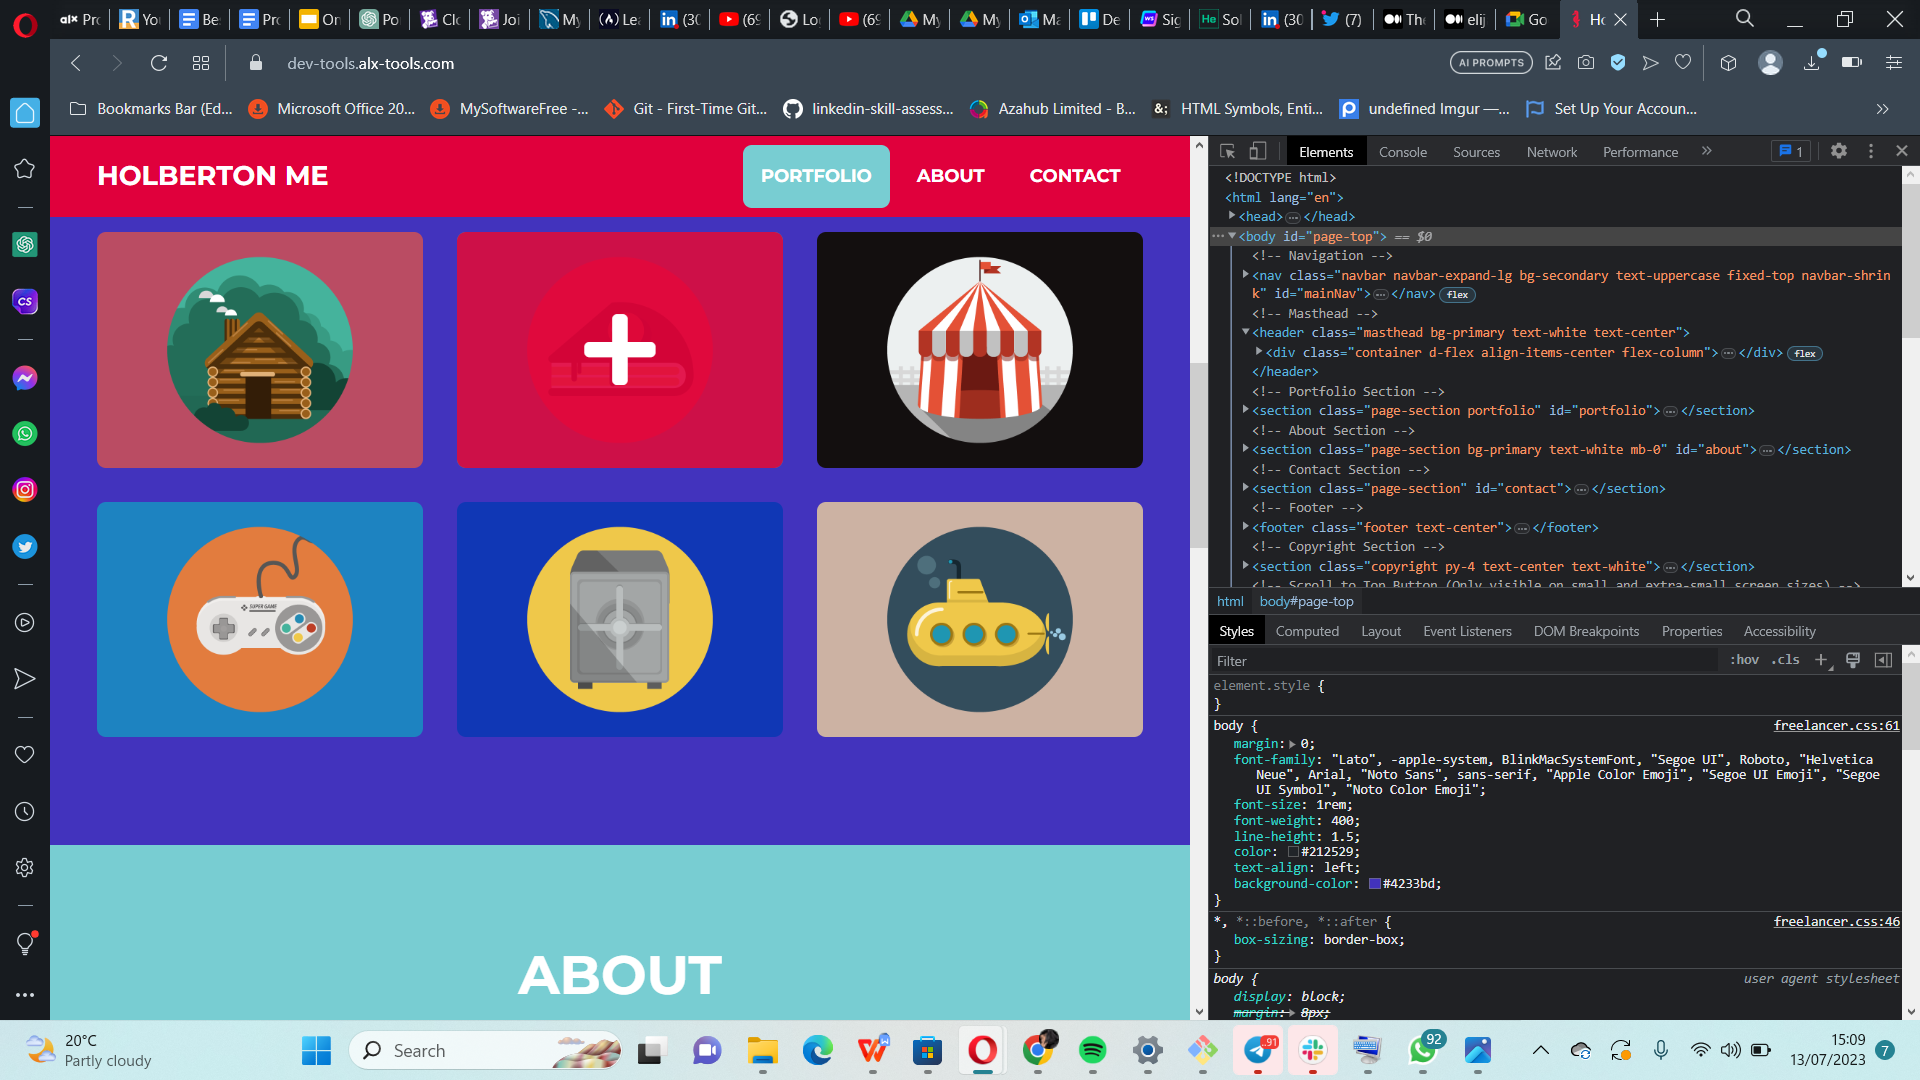 alx Pro
You
Be
Pro
On
Po
Clo
Joi
My
Lea
(30
(69
Lo
(69
My
My
Ma
De
Sig
Sol
(30
(7)
The
elij
Go
Ho
dev-tools.alx-tools.com
AI PROMPTS
Bookmarks Bar (Ed...
Microsoft Office 20...
MySoftwareFree -...
Git - First-Time Git...
linkedin-skill-assess...
Azahub Limited - B...
&; HTML Symbols, Enti...
undefined Imgur —...
Set Up Your Accoun...
HOLBERTON ME
PORTFOLIO
ABOUT
CONTACT
SUPER GAME
ABOUT
Elements
Console
Sources
Network
Performance
1
<!DOCTYPE html>
<html lang="en">
<head> ... </head>
... <body id="page-top"> == $0
<!-- Navigation -->
<nav class="navbar navbar-expand-lg bg-secondary text-uppercase fixed-top navbar-shrin
k" id="mainNav"> ... </nav> flex
<!-- Masthead -->
<header class="masthead bg-primary text-white text-center">
<div class="container d-flex align-items-center flex-column"> ... </div> flex
</header>
<!-- Portfolio Section -->
<section class="page-section portfolio" id="portfolio"> ... </section>
<!-- About Section -->
<section class="page-section bg-primary text-white mb-0" id="about"> ... </section>
<!-- Contact Section -->
<section class="page-section" id="contact"> ... </section>
<!-- Footer -->
<footer class="footer text-center"> ... </footer>
<!-- Copyright Section -->
<section class="copyright py-4 text-center text-white"> ... </section>
<!-- Scroll to Top Button (Only visible on small and extra-small screen sizes) -->
html
body#page-top
Styles
Computed
Layout
Event Listeners
DOM Breakpoints
Properties
Accessibility
Filter
:hov
.cls
element.style {
}
body {
freelancer.css:61
margin: 0;
font-family: "Lato", -apple-system, BlinkMacSystemFont, "Segoe UI", Roboto, "Helvetica
Neue", Arial, "Noto Sans", sans-serif, "Apple Color Emoji", "Segoe UI Emoji", "Segoe
UI Symbol", "Noto Color Emoji";
font-size: 1rem;
font-weight: 400;
line-height: 1.5;
color: #212529;
text-align: left;
background-color: #4233bd;
}
*, *::before, *::after {
freelancer.css:46
box-sizing: border-box;
}
body {
user agent stylesheet
display: block;
margin: 8px;
20°C
Partly cloudy
Search
..91
92
15:09
13/07/2023
7